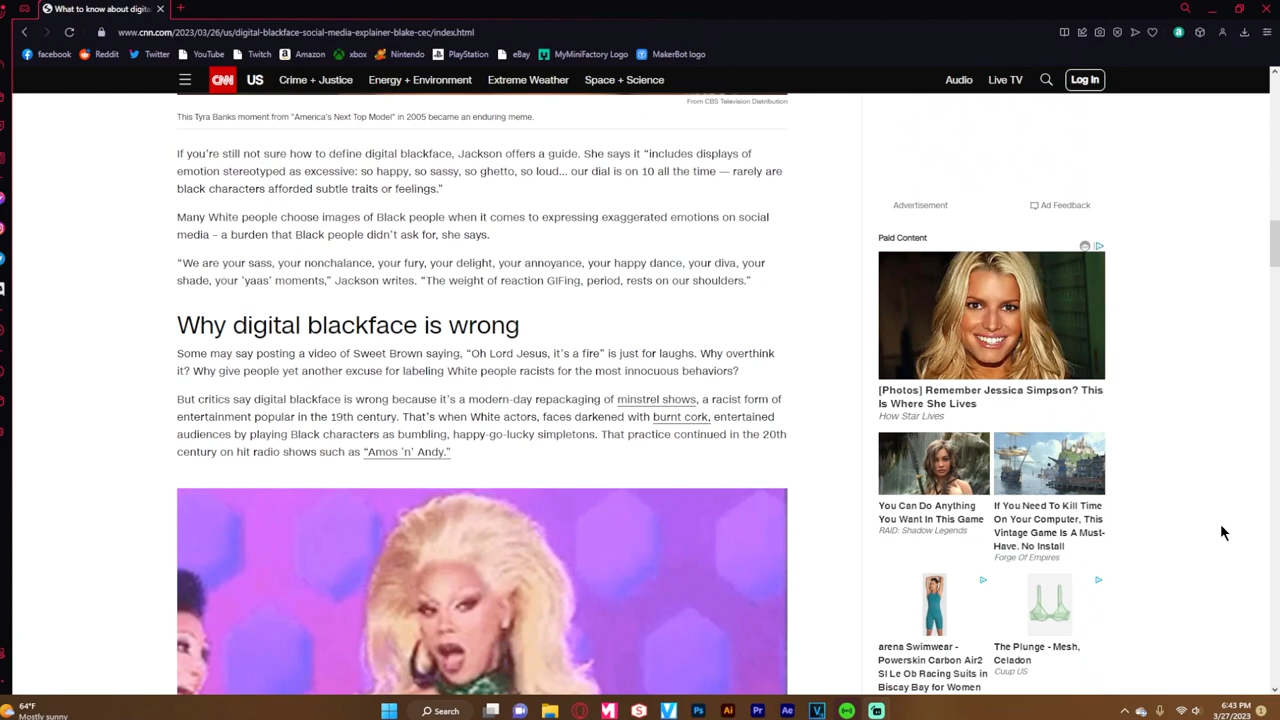 What to know about digita
www.cnn.com/2023/03/26/us/digital-blackface-social-media-explainer-blake-cec/index.html
facebook Reddit Twitter YouTube Twitch Amazon xbox Nintendo PlayStation eBay MyMiniFactory Logo MakerBot logo
CNN US Crime + Justice Energy + Environment Extreme Weather Space + Science Audio Live TV Log In
From CBS Television Distribution
This Tyra Banks moment from "America's Next Top Model" in 2005 became an enduring meme.
If you're still not sure how to define digital blackface, Jackson offers a guide. She says it “includes displays of
emotion stereotyped as excessive: so happy, so sassy, so ghetto, so loud... our dial is on 10 all the time — rarely are
black characters afforded subtle traits or feelings.”
Many White people choose images of Black people when it comes to expressing exaggerated emotions on social
media – a burden that Black people didn't ask for, she says.
“We are your sass, your nonchalance, your fury, your delight, your annoyance, your happy dance, your diva, your
shade, your ‘yaas’ moments,” Jackson writes. “The weight of reaction GIFing, period, rests on our shoulders.”
Why digital blackface is wrong
Some may say posting a video of Sweet Brown saying, “Oh Lord Jesus, it's a fire” is just for laughs. Why overthink
it? Why give people yet another excuse for labeling White people racists for the most innocuous behaviors?
But critics say digital blackface is wrong because it's a modern-day repackaging of minstrel shows, a racist form of
entertainment popular in the 19th century. That's when White actors, faces darkened with burnt cork, entertained
audiences by playing Black characters as bumbling, happy-go-lucky simpletons. That practice continued in the 20th
century on hit radio shows such as “Amos ‘n’ Andy.”
Advertisement
Ad Feedback
Paid Content
[Photos] Remember Jessica Simpson? This
Is Where She Lives
How Star Lives
You Can Do Anything
You Want In This Game
RAID: Shadow Legends
If You Need To Kill Time
On Your Computer, This
Vintage Game Is A Must-
Have. No Install
Forge Of Empires
arena Swimwear -
Powerskin Carbon Air2
Sl Le Ob Racing Suits in
Biscay Bay for Women
The Plunge - Mesh,
Celadon
Cuup US
64°F
Mostly sunny
Search
6:43 PM
3/27/2023